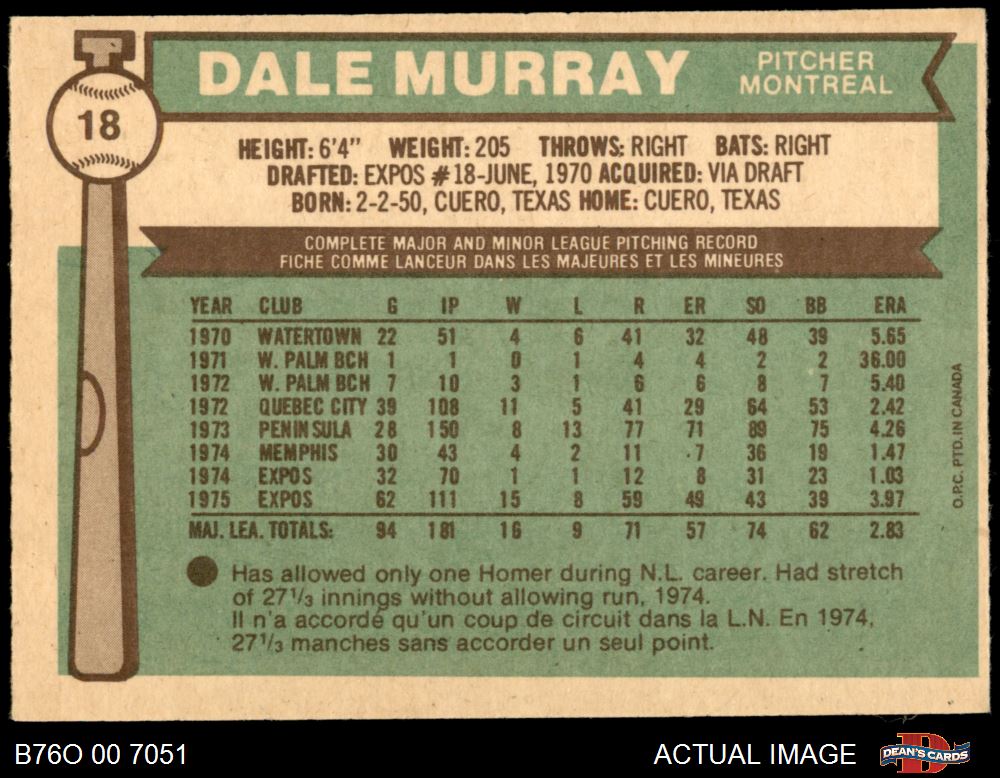 18
DALE MURRAY
PITCHER
MONTREAL
HEIGHT: 6'4" WEIGHT: 205 THROWS: RIGHT BATS: RIGHT
DRAFTED: EXPOS #18-JUNE, 1970 ACQUIRED: VIA DRAFT
BORN: 2-2-50, CUERO, TEXAS HOME: CUERO, TEXAS
COMPLETE MAJOR AND MINOR LEAGUE PITCHING RECORD
FICHE COMME LANCEUR DANS LES MAJEURES ET LES MINEURES
YEAR CLUB G IP W L R ER SO BB ERA
1970 WATERTOWN 22 51 4 6 41 32 48 39 5.65
1971 W. PALM BCH 1 1 0 1 4 4 2 2 36.00
1972 W. PALM BCH 7 10 3 1 6 6 8 7 5.40
1972 QUEBEC CITY 39 108 11 5 41 29 64 53 2.42
1973 PENINSULA 28 150 8 13 77 71 89 75 4.26
1974 MEMPHIS 30 43 4 2 11 7 36 19 1.47
1974 EXPOS 32 70 1 1 12 8 31 23 1.03
1975 EXPOS 62 111 15 8 59 49 43 39 3.97
MAJ. LEA. TOTALS: 94 181 16 9 71 57 74 62 2.83
Has allowed only one Homer during N.L. career. Had stretch
of 27 1/3 innings without allowing run, 1974.
Il n'a accordé qu'un coup de circuit dans la L.N. En 1974,
27 1/3 manches sans accorder un seul point.
O.P.C. PTD. IN CANADA
B76O 00 7051
ACTUAL IMAGE
DEAN'S CARDS